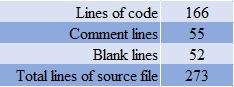 Lines of code 166
Comment lines 55
Blank lines 52
Total lines of source file 273